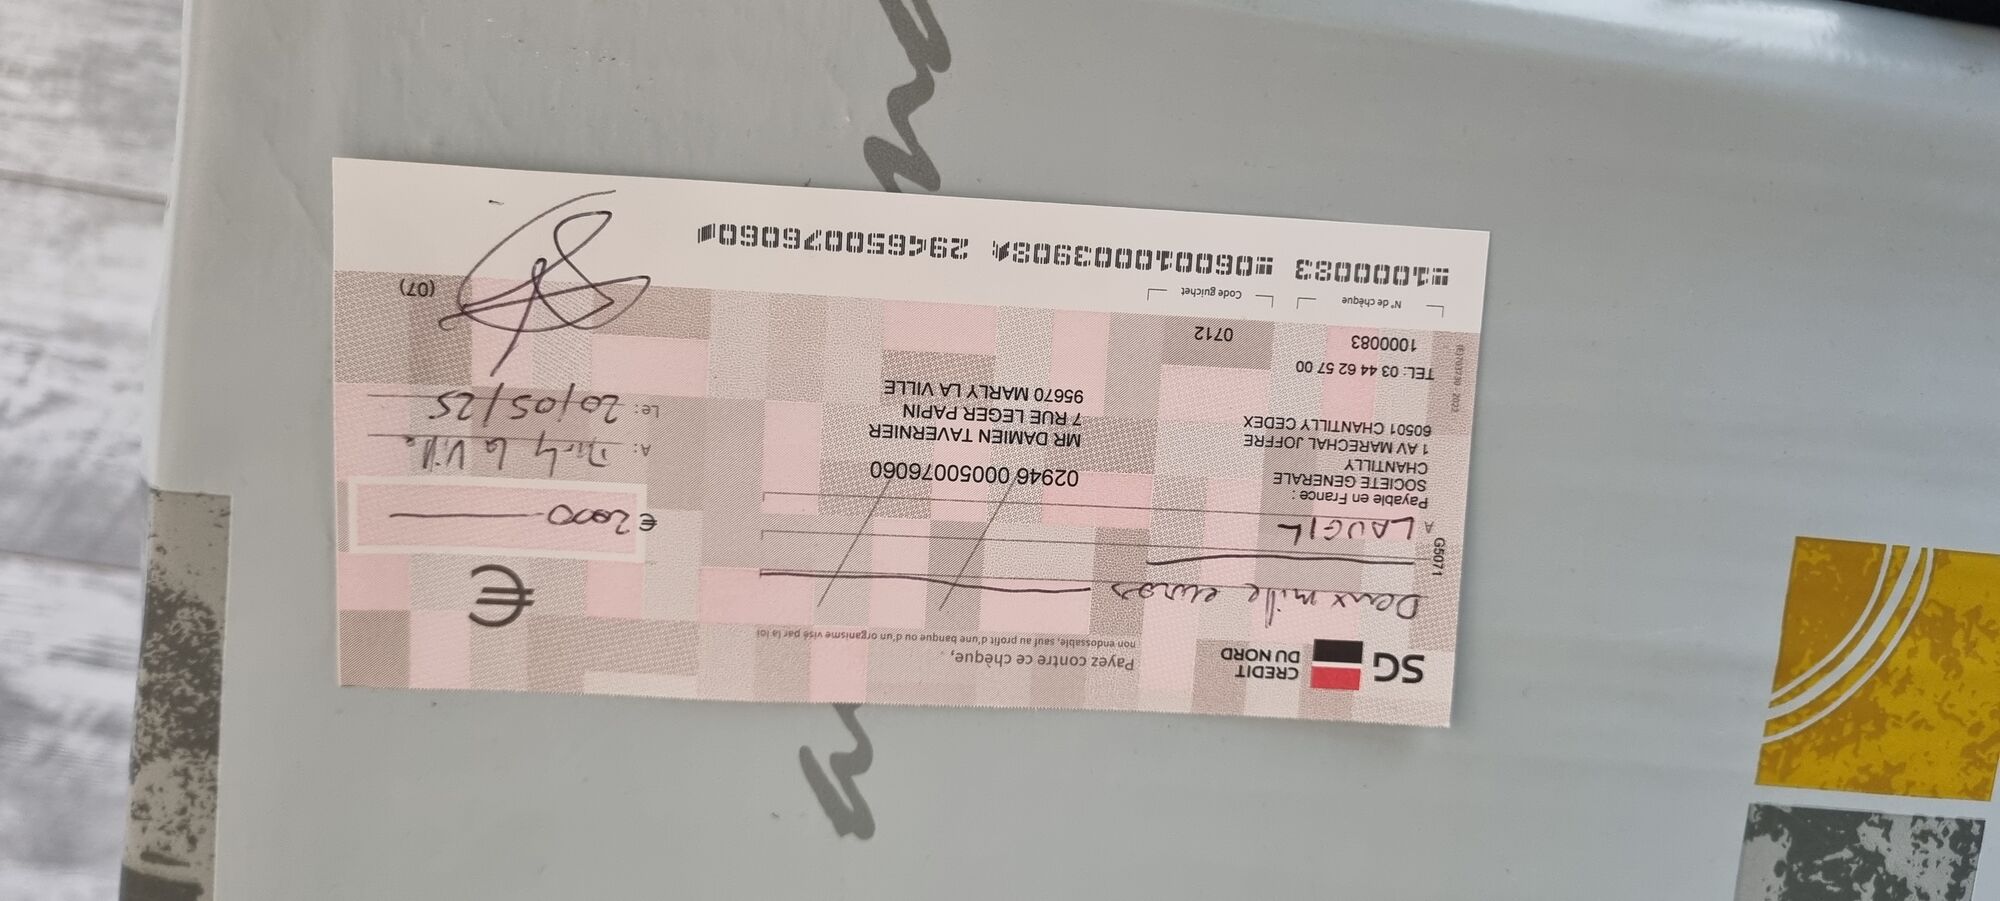 SG
CREDIT
DU NORD
Payez contre ce chèque,
non endossable, sauf au profit d'une banque ou d'un organisme visé par la loi
Deux mille euros
€
G5071
A LAUGIL
€ 2000
Payable en France :
SOCIETE GENERALE
CHANTILLY
1 AV MARECHAL JOFFRE
60501 CHANTILLY CEDEX
TEL: 03 44 62 57 00
02946 00050076060
MR DAMIEN TAVERNIER
7 RUE LEGER PAPIN
95670 MARLY LA VILLE
A: Marly la Ville
Le: 20/05/25
1000083
0712
N° de chèque
Code guichet
(07)
1000083 060010003908 294650076060